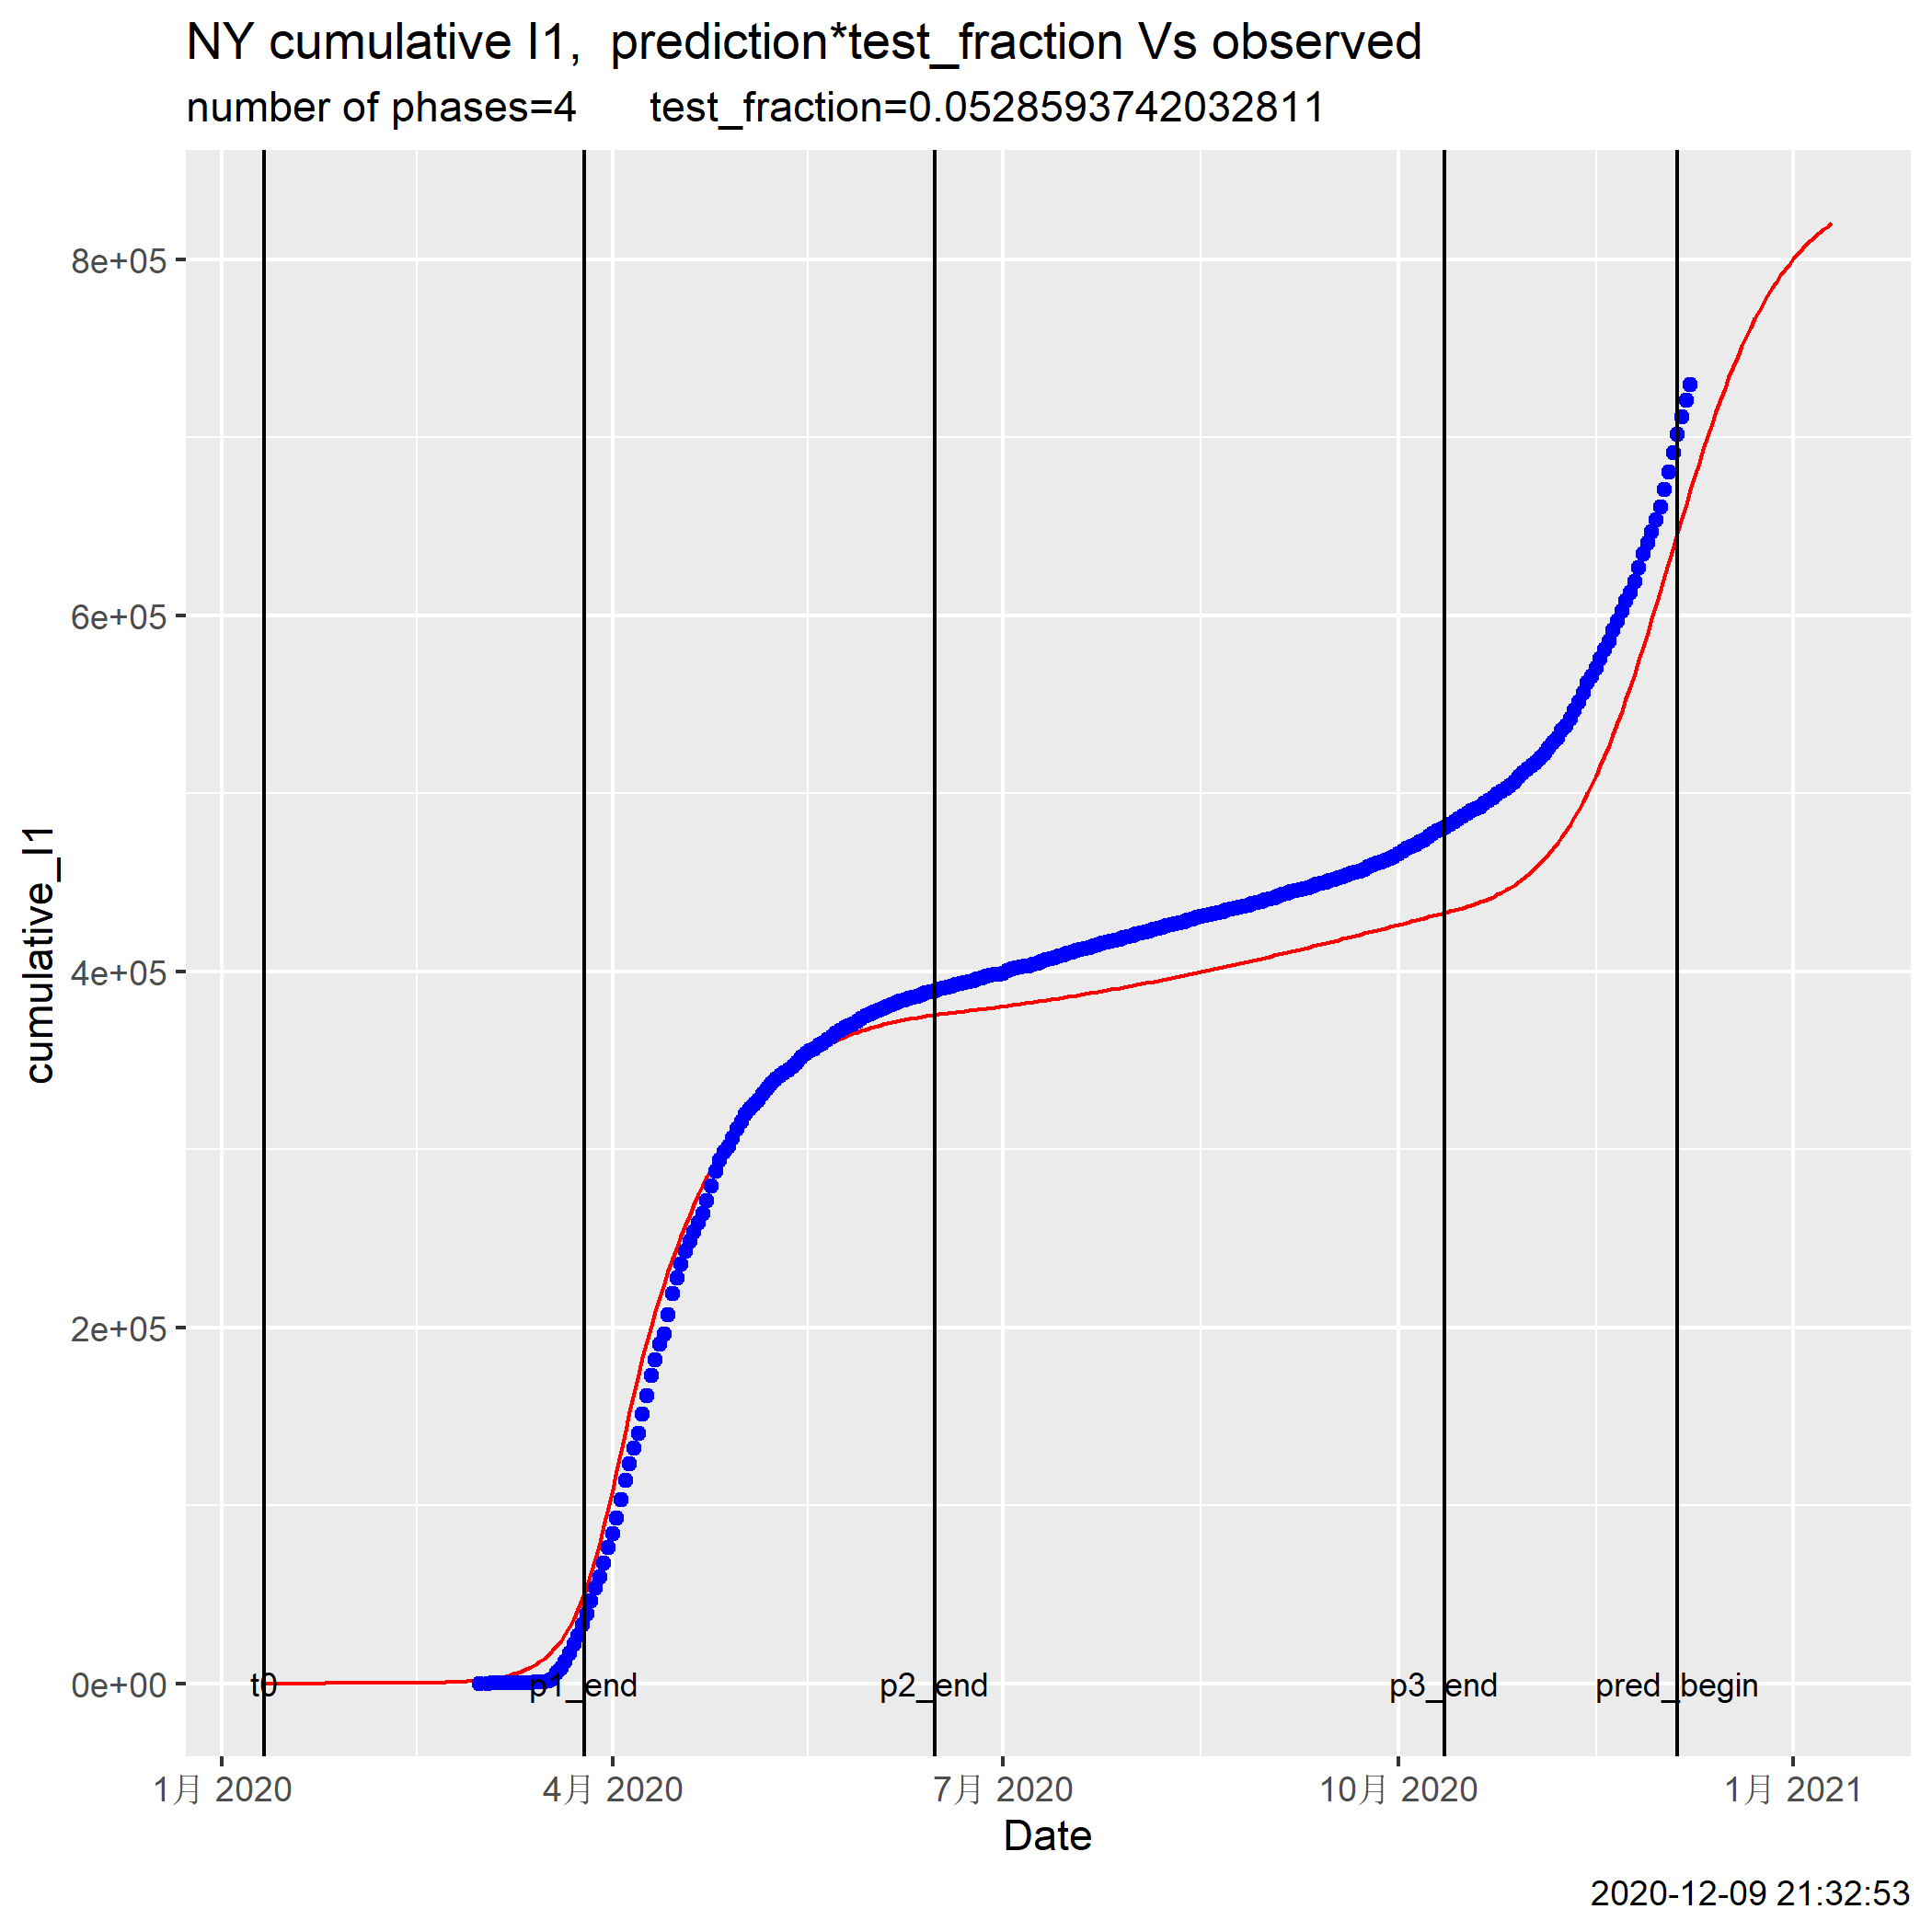 NY cumulative I1,  prediction*test_fraction Vs observed
number of phases=4      test_fraction=0.0528593742032811
cumulative_I1
8e+05
6e+05
4e+05
2e+05
0e+00
t0
p1_end
p2_end
p3_end
pred_begin
1月 2020
4月 2020
7月 2020
10月 2020
1月 2021
Date
2020-12-09 21:32:53